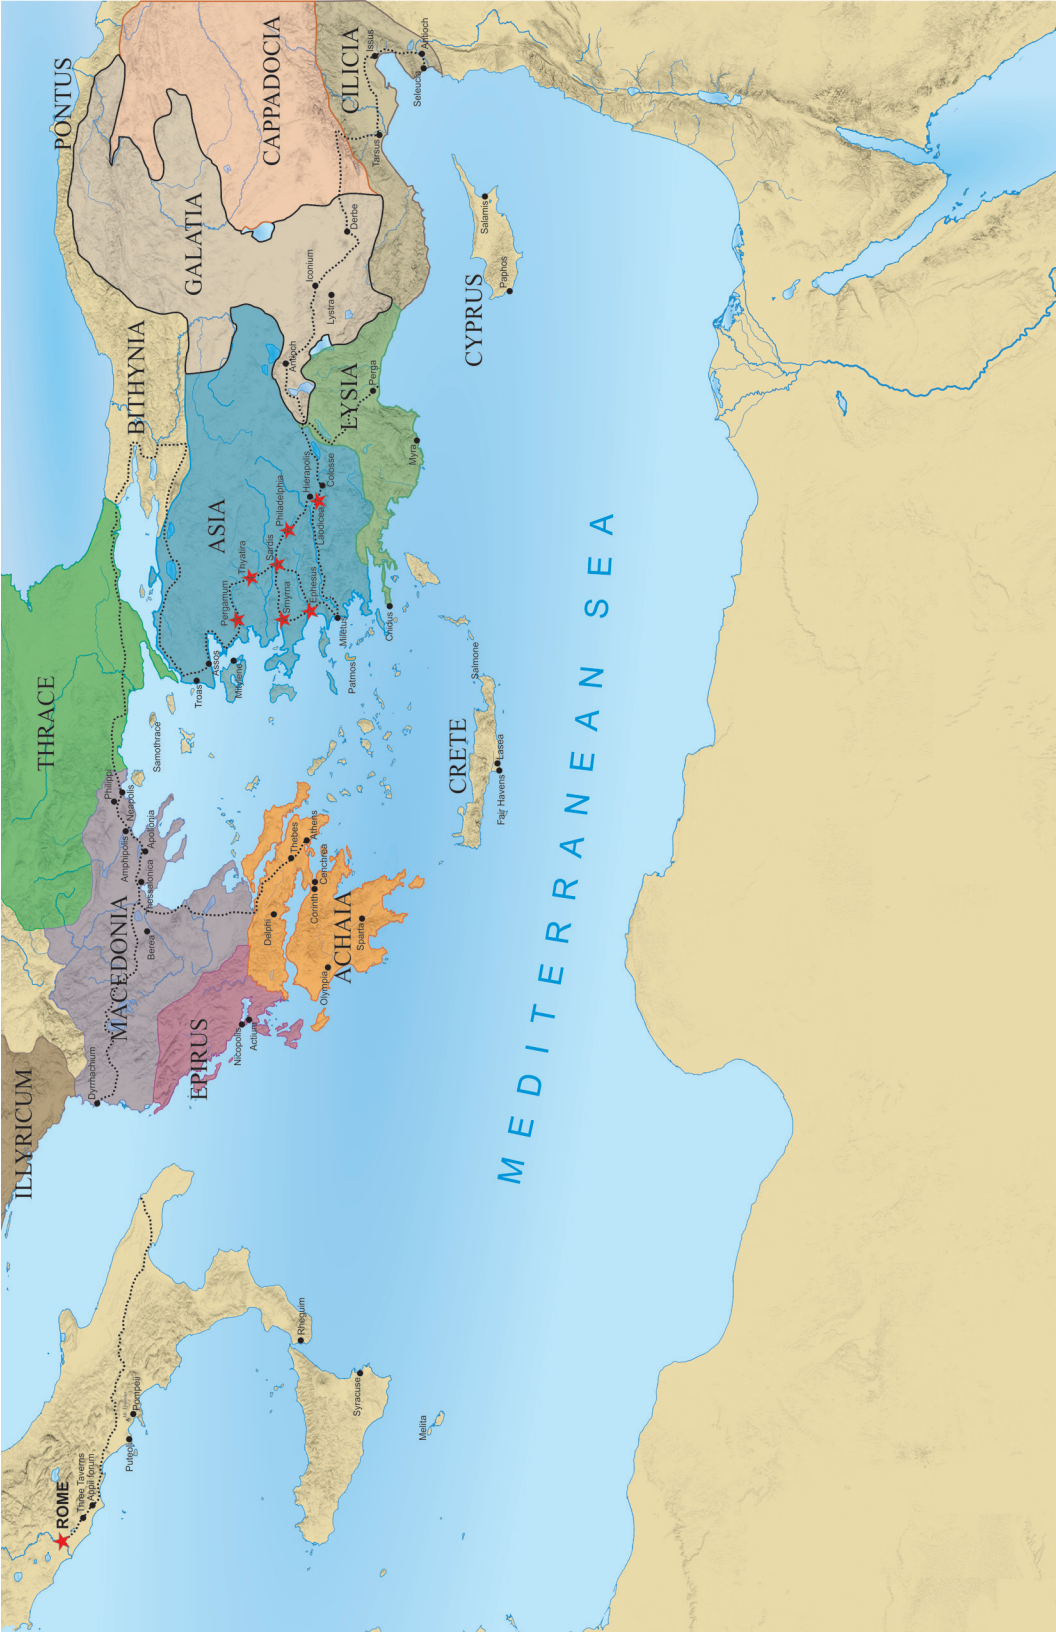 ILLYRICUM
THRACE
PONTUS
BITHYNIA
MACEDONIA
GALATIA
CAPPADOCIA
EPIRUS
ASIA
CILICIA
LYSIA
ACHAIA
CRETE
CYPRUS
MEDITERRANEAN SEA
ROME
Three Taverns
Appii forum
Puteoli
Pompeii
Rheguim
Syracuse
Melita
Dyrrhachium
Nicopolis
Actium
Berea
Thessalonica
Apollonia
Amphipolis
Philippi
Neapolis
Samothrace
Delphi
Thebes
Athens
Cenchrea
Corinth
Olympia
Sparta
Troas
Assos
Mitylene
Pergamum
Thyatira
Sardis
Smyrna
Philadelphia
Ephesus
Hierapolis
Laodicea
Colosse
Miletus
Patmos
Cnidus
Antioch
Iconium
Lystra
Derbe
Perga
Myra
Tarsus
Issus
Antioch
Seleucia
Salamis
Paphos
Salmone
Lasea
Fair Havens